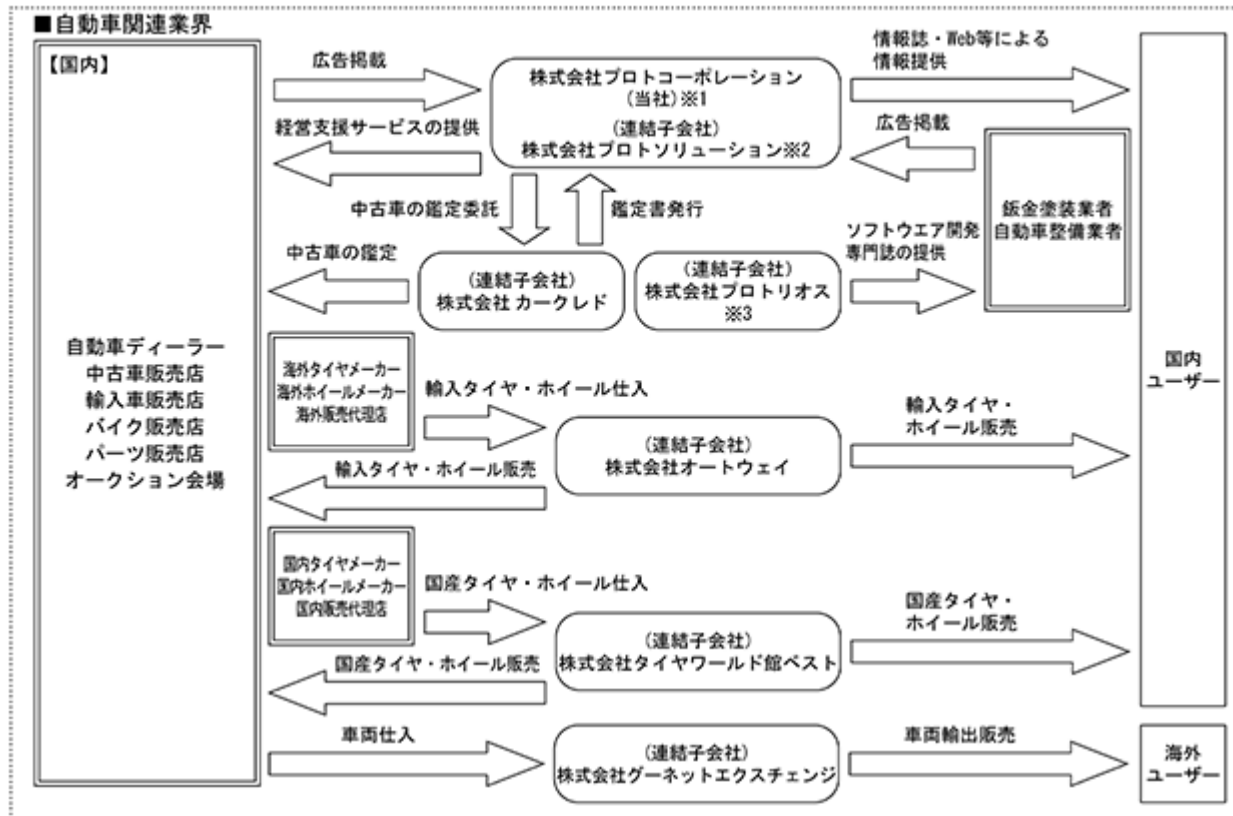 ■自動車関連業界
【国内】
自動車ディーラー
中古車販売店
輸入車販売店
バイク販売店
パーツ販売店
オークション会場
広告掲載
経営支援サービスの提供
株式会社プロトコーポレーション
(当社)※1
(連結子会社)
株式会社プロトソリューション※2
情報誌・Web等による
情報提供
広告掲載
中古車の鑑定委託
鑑定書発行
鈑金塗装業者
自動車整備業者
ソフトウエア開発
専門誌の提供
中古車の鑑定
(連結子会社)
株式会社 カークレド
(連結子会社)
株式会社プロトリオス
※3
海外タイヤメーカー
海外ホイールメーカー
海外販売代理店
輸入タイヤ・ホイール仕入
(連結子会社)
株式会社オートウェイ
輸入タイヤ・
ホイール販売
輸入タイヤ・ホイール販売
国内タイヤメーカー
国内ホイールメーカー
国内販売代理店
国産タイヤ・ホイール仕入
(連結子会社)
株式会社タイヤワールド館ベスト
国産タイヤ・
ホイール販売
国産タイヤ・ホイール販売
車両仕入
(連結子会社)
株式会社グーネットエクスチェンジ
車両輸出販売
国内
ユーザー
海外
ユーザー